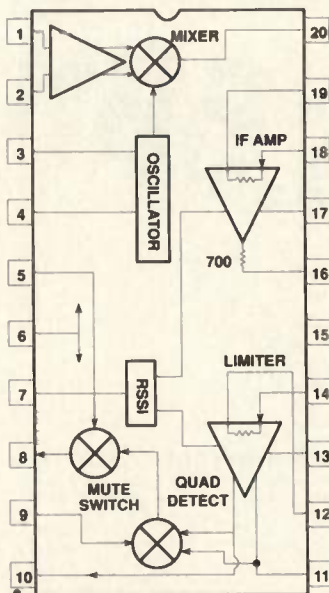 1
2
3
4
5
6
7
8
9
10
MIXER
OSCILLATOR
IF AMP
700
RSSI
LIMITER
QUAD
DETECT
MUTE
SWITCH
20
19
18
17
16
15
14
13
12
11